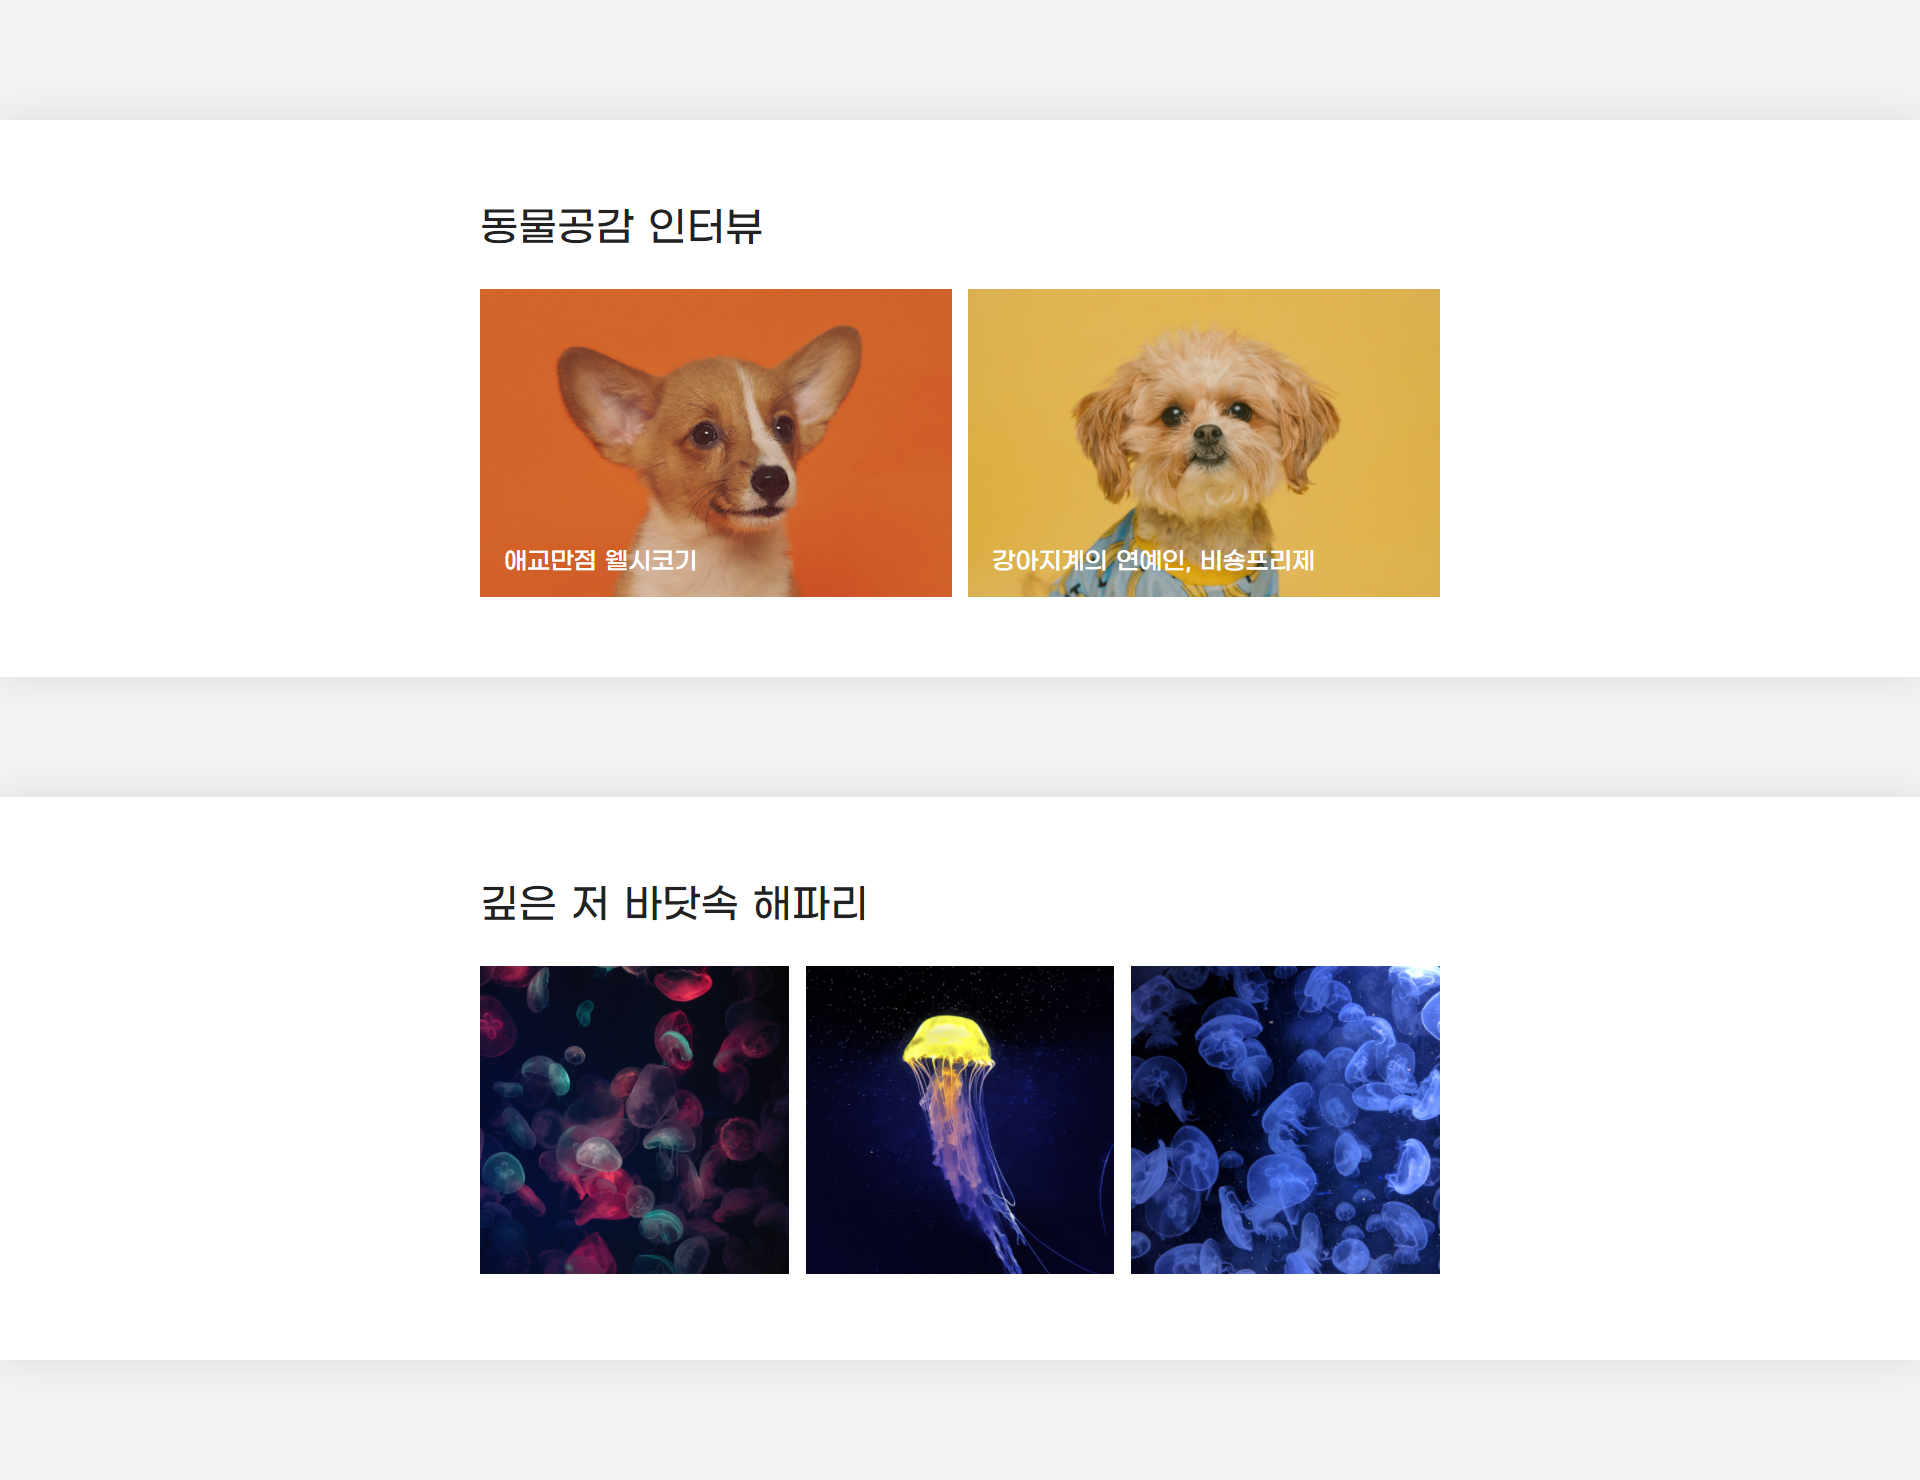 동물공감 인터뷰
애교만점 웰시코기
강아지계의 연예인, 비숑프리제
깊은 저 바닷속 해파리